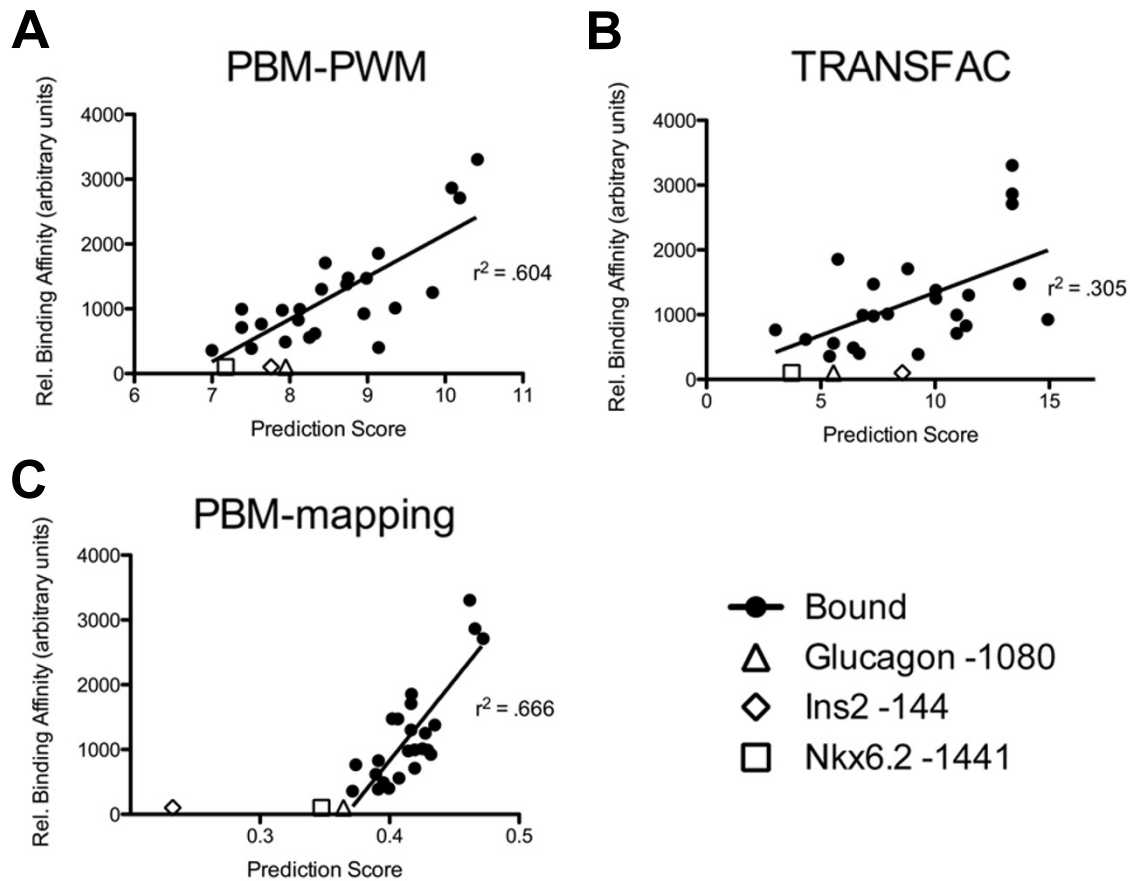 A
PBM-PWM
Rel. Binding Affinity (arbitrary units)
4000
3000
2000
1000
0
r² = .604
6 7 8 9 10 11
Prediction Score
B
TRANSFAC
Rel. Binding Affinity (arbitrary units)
4000
3000
2000
1000
0
r² = .305
0 5 10 15
Prediction Score
C
PBM-mapping
Rel. Binding Affinity (arbitrary units)
4000
3000
2000
1000
0
r² = .666
0.3 0.4 0.5
Prediction Score
Bound
Glucagon -1080
Ins2 -144
Nkx6.2 -1441